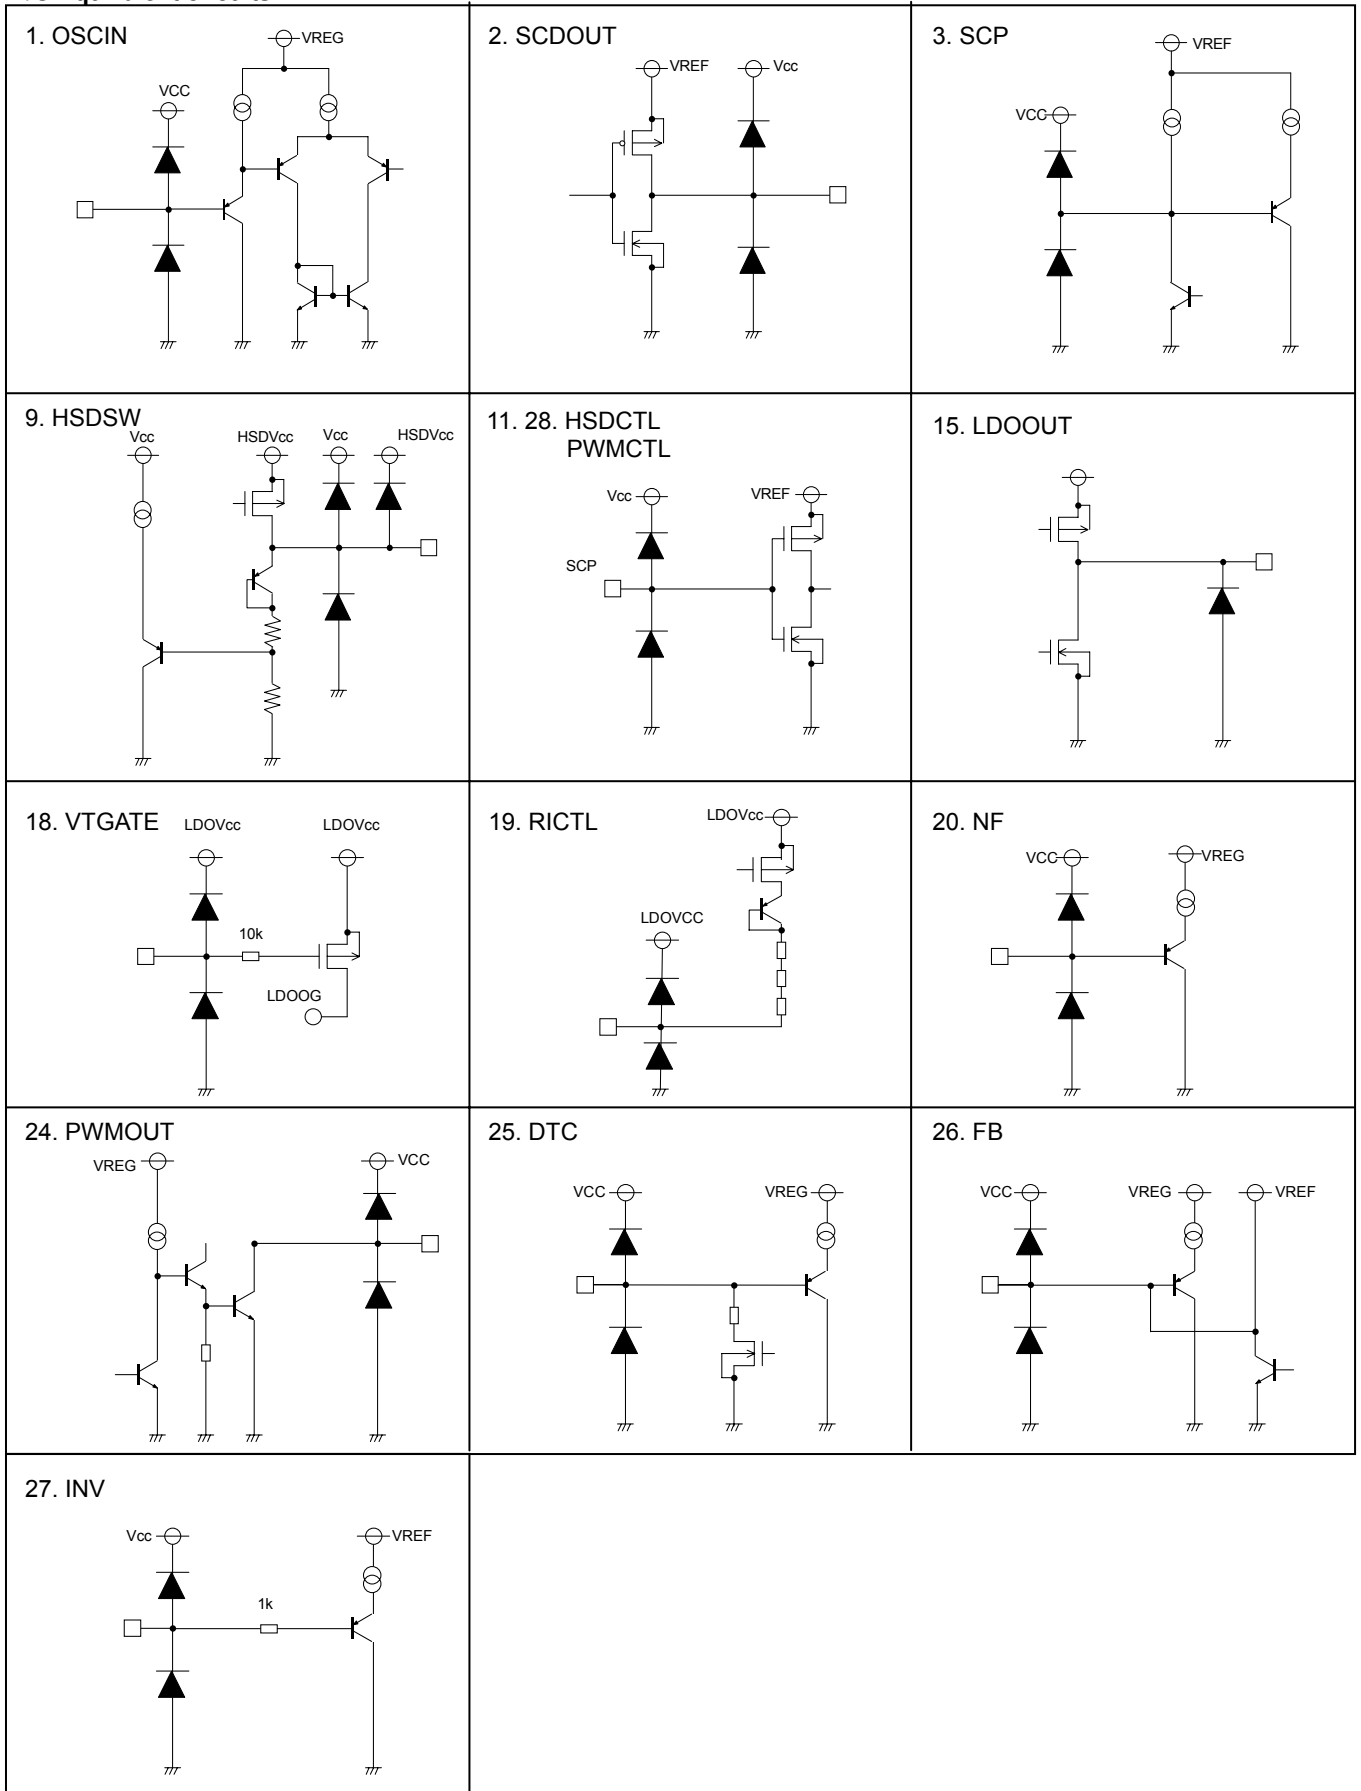 1. OSCIN
VREG
VCC
2. SCDOUT
VREF
Vcc
3. SCP
VREF
VCC
9. HSDSW
Vcc
HSDVcc
Vcc
HSDVcc
11. 28. HSDCTL
PWMCTL
Vcc
VREF
SCP
15. LDOOUT
18. VTGATE
LDOVcc
LDOVcc
10k
LDOOG
19. RICTL
LDOVcc
LDOVCC
20. NF
VCC
VREG
24. PWMOUT
VREG
VCC
25. DTC
VCC
VREG
26. FB
VCC
VREG
VREF
27. INV
Vcc
VREF
1k